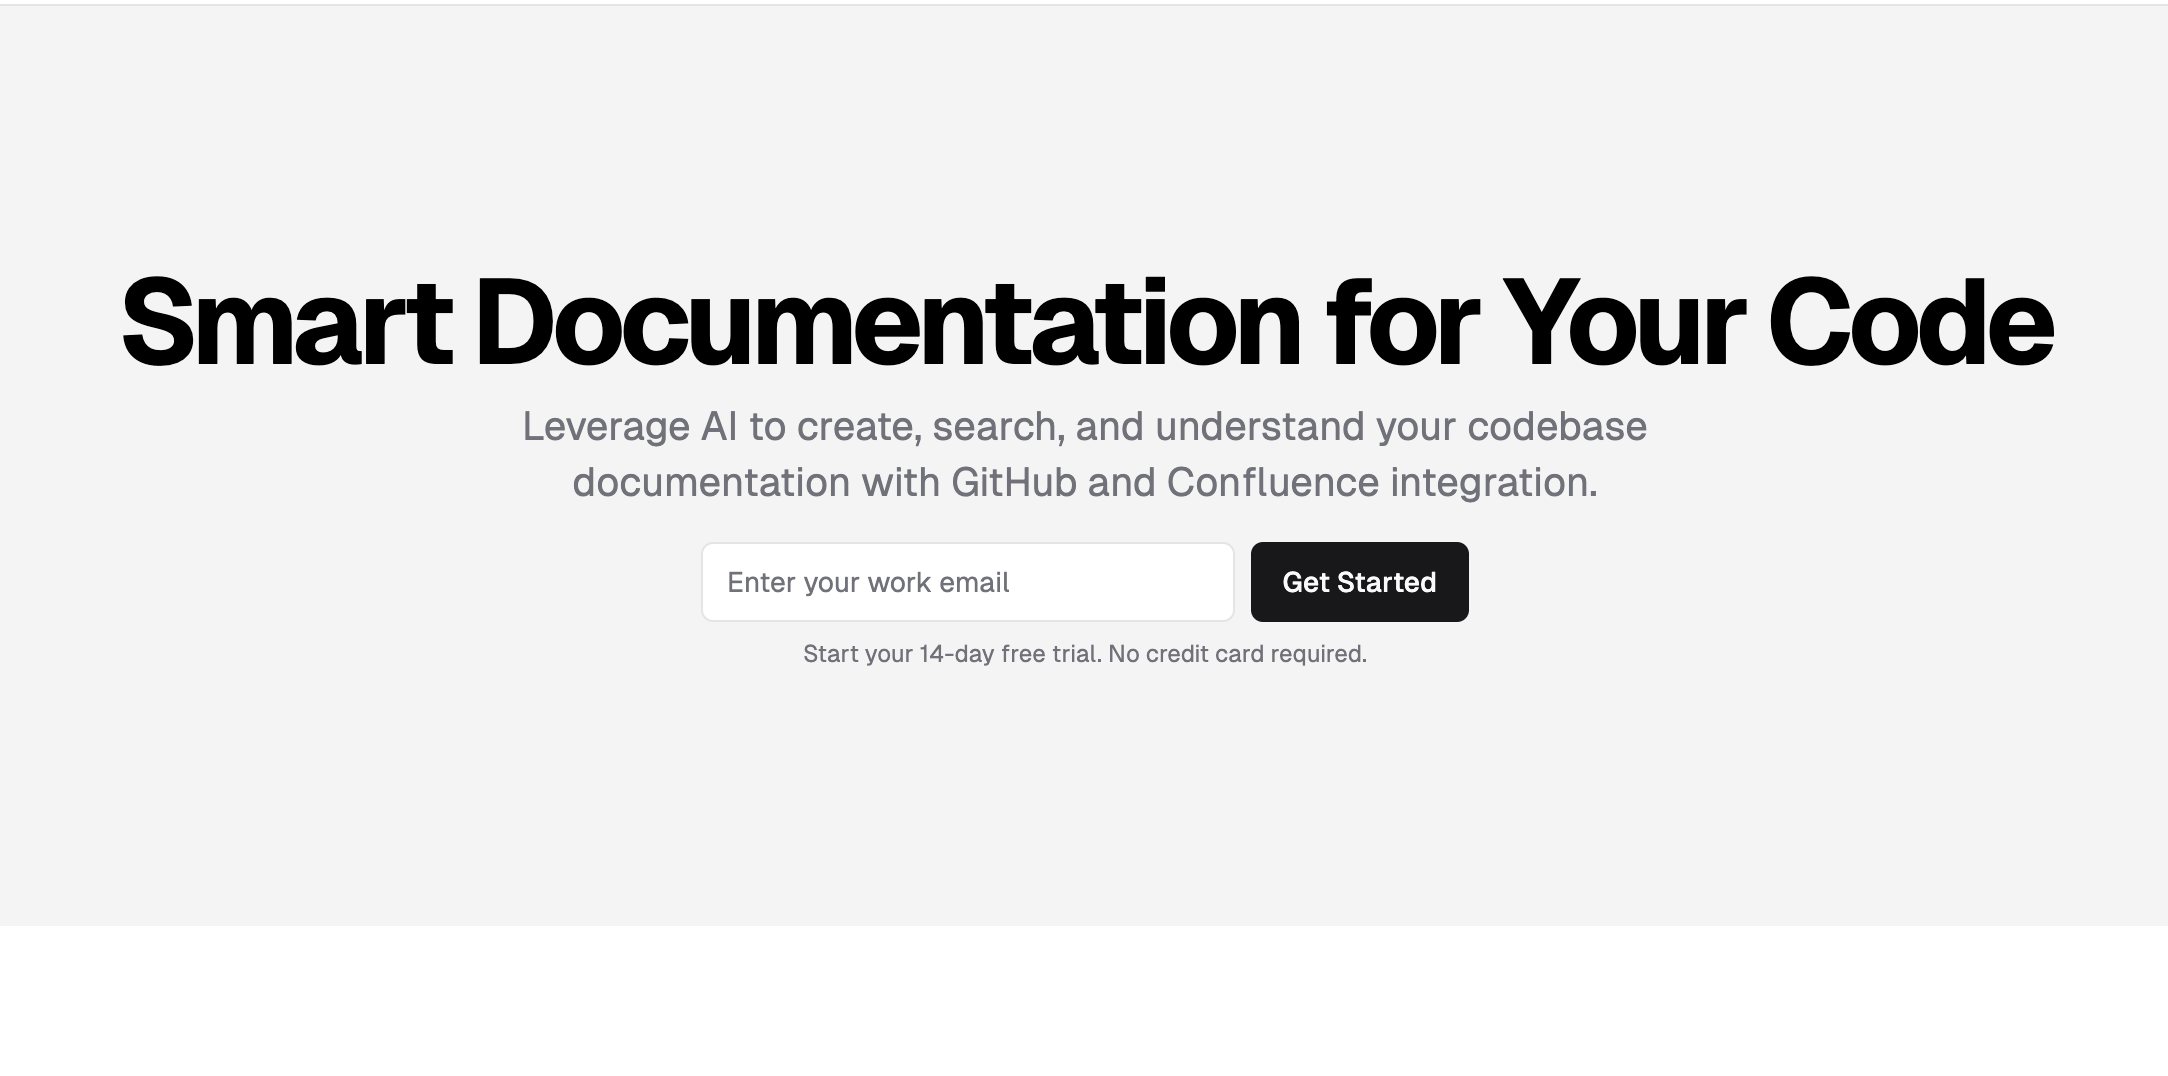 Smart Documentation for Your Code
Leverage AI to create, search, and understand your codebase
documentation with GitHub and Confluence integration.
Enter your work email
Get Started
Start your 14-day free trial. No credit card required.